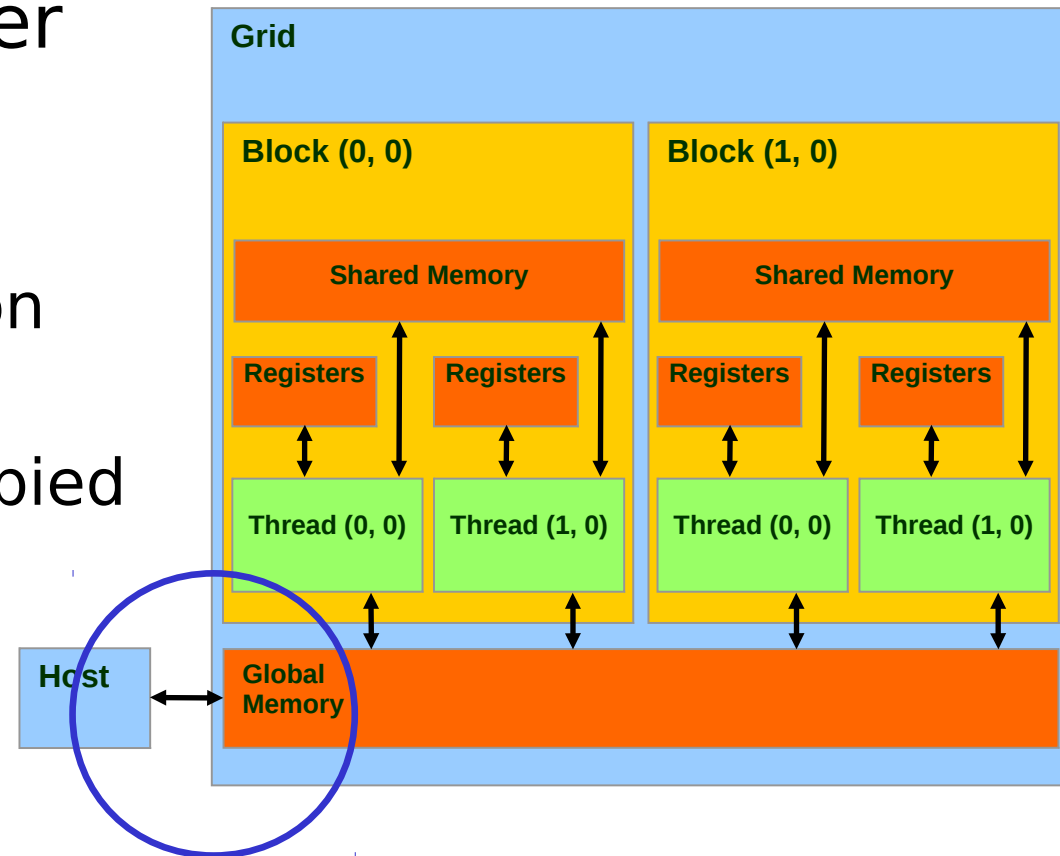 er
on
pied
Grid
Block (0, 0)
Block (1, 0)
Shared Memory
Shared Memory
Registers
Registers
Registers
Registers
Thread (0, 0)
Thread (1, 0)
Thread (0, 0)
Thread (1, 0)
Host
Global
Memory